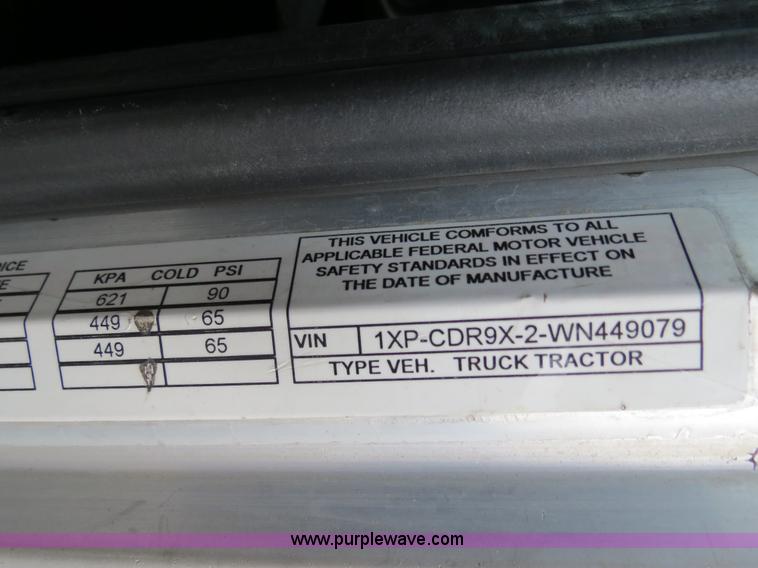 ICE
E
KPA COLD PSI
621 90
449 65
449 65
THIS VEHICLE COMFORMS TO ALL
APPLICABLE FEDERAL MOTOR VEHICLE
SAFETY STANDARDS IN EFFECT ON
THE DATE OF MANUFACTURE
VIN 1XP-CDR9X-2-WN449079
TYPE VEH. TRUCK TRACTOR
www.purplewave.com